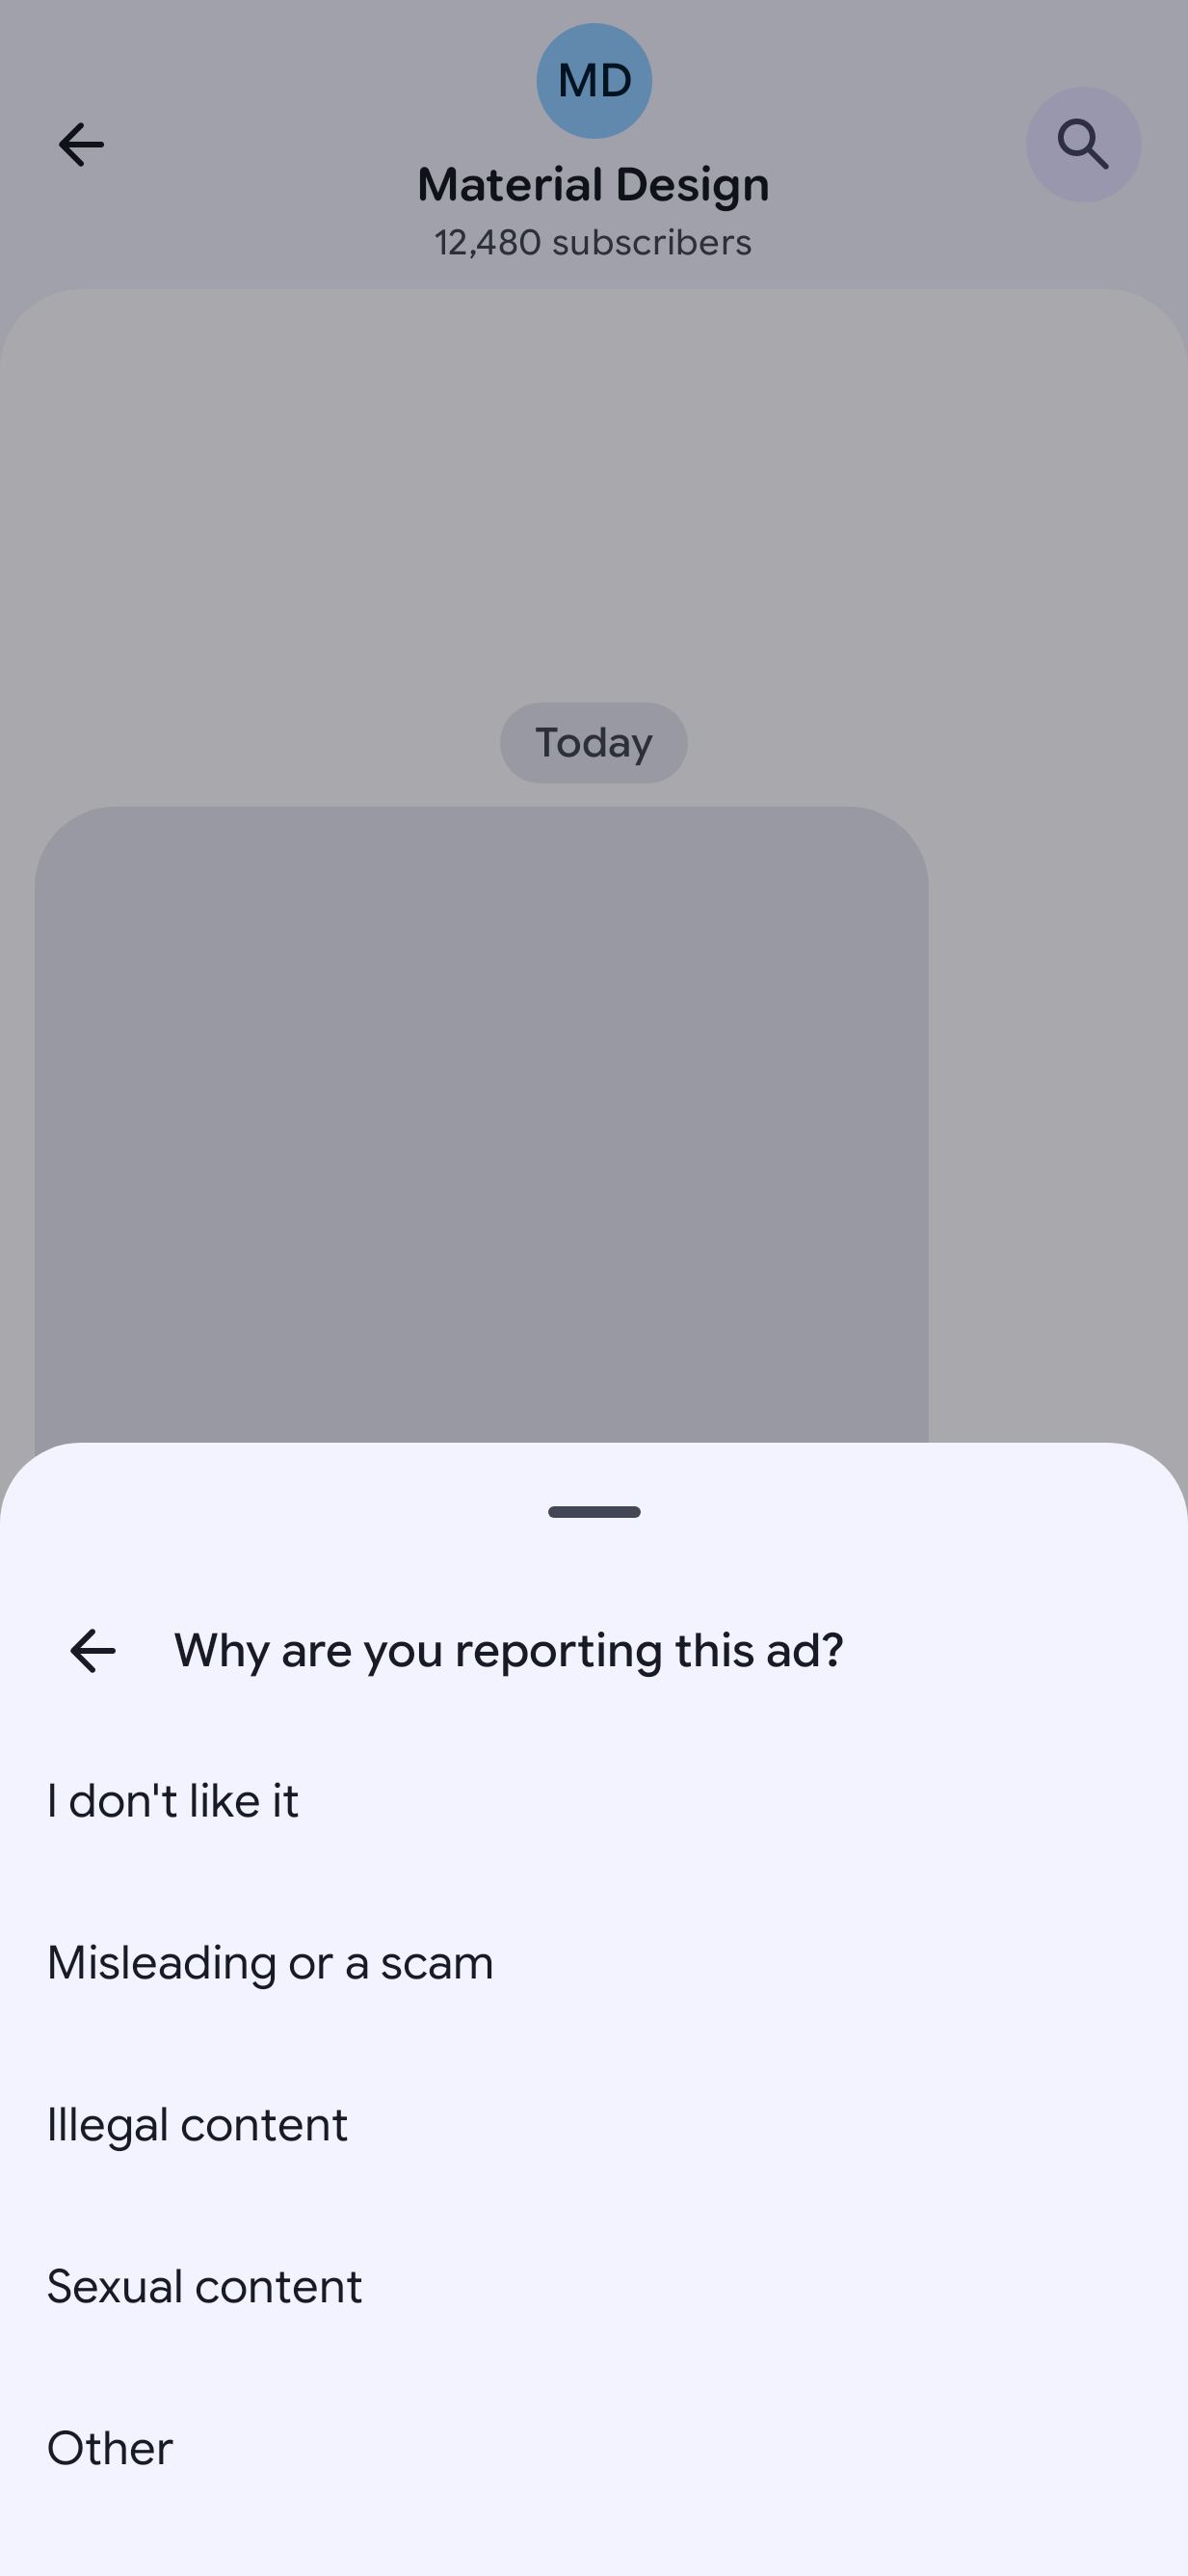 MD
Material Design
12,480 subscribers
Today
Why are you reporting this ad?
I don't like it
Misleading or a scam
Illegal content
Sexual content
Other